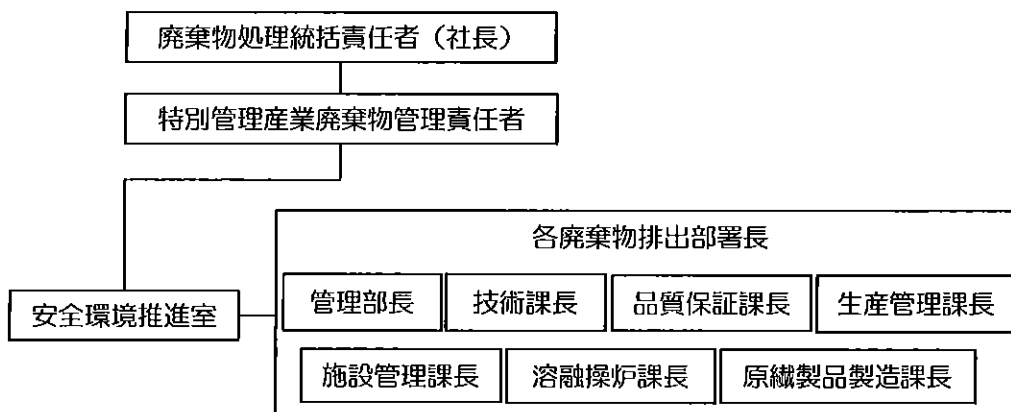 廃棄物処理統括責任者（社長）
特別管理産業廃棄物管理責任者
各廃棄物排出部署長
安全環境推進室
管理部長
技術課長
品質保証課長
生産管理課長
施設管理課長
溶融操炉課長
原繊製品製造課長